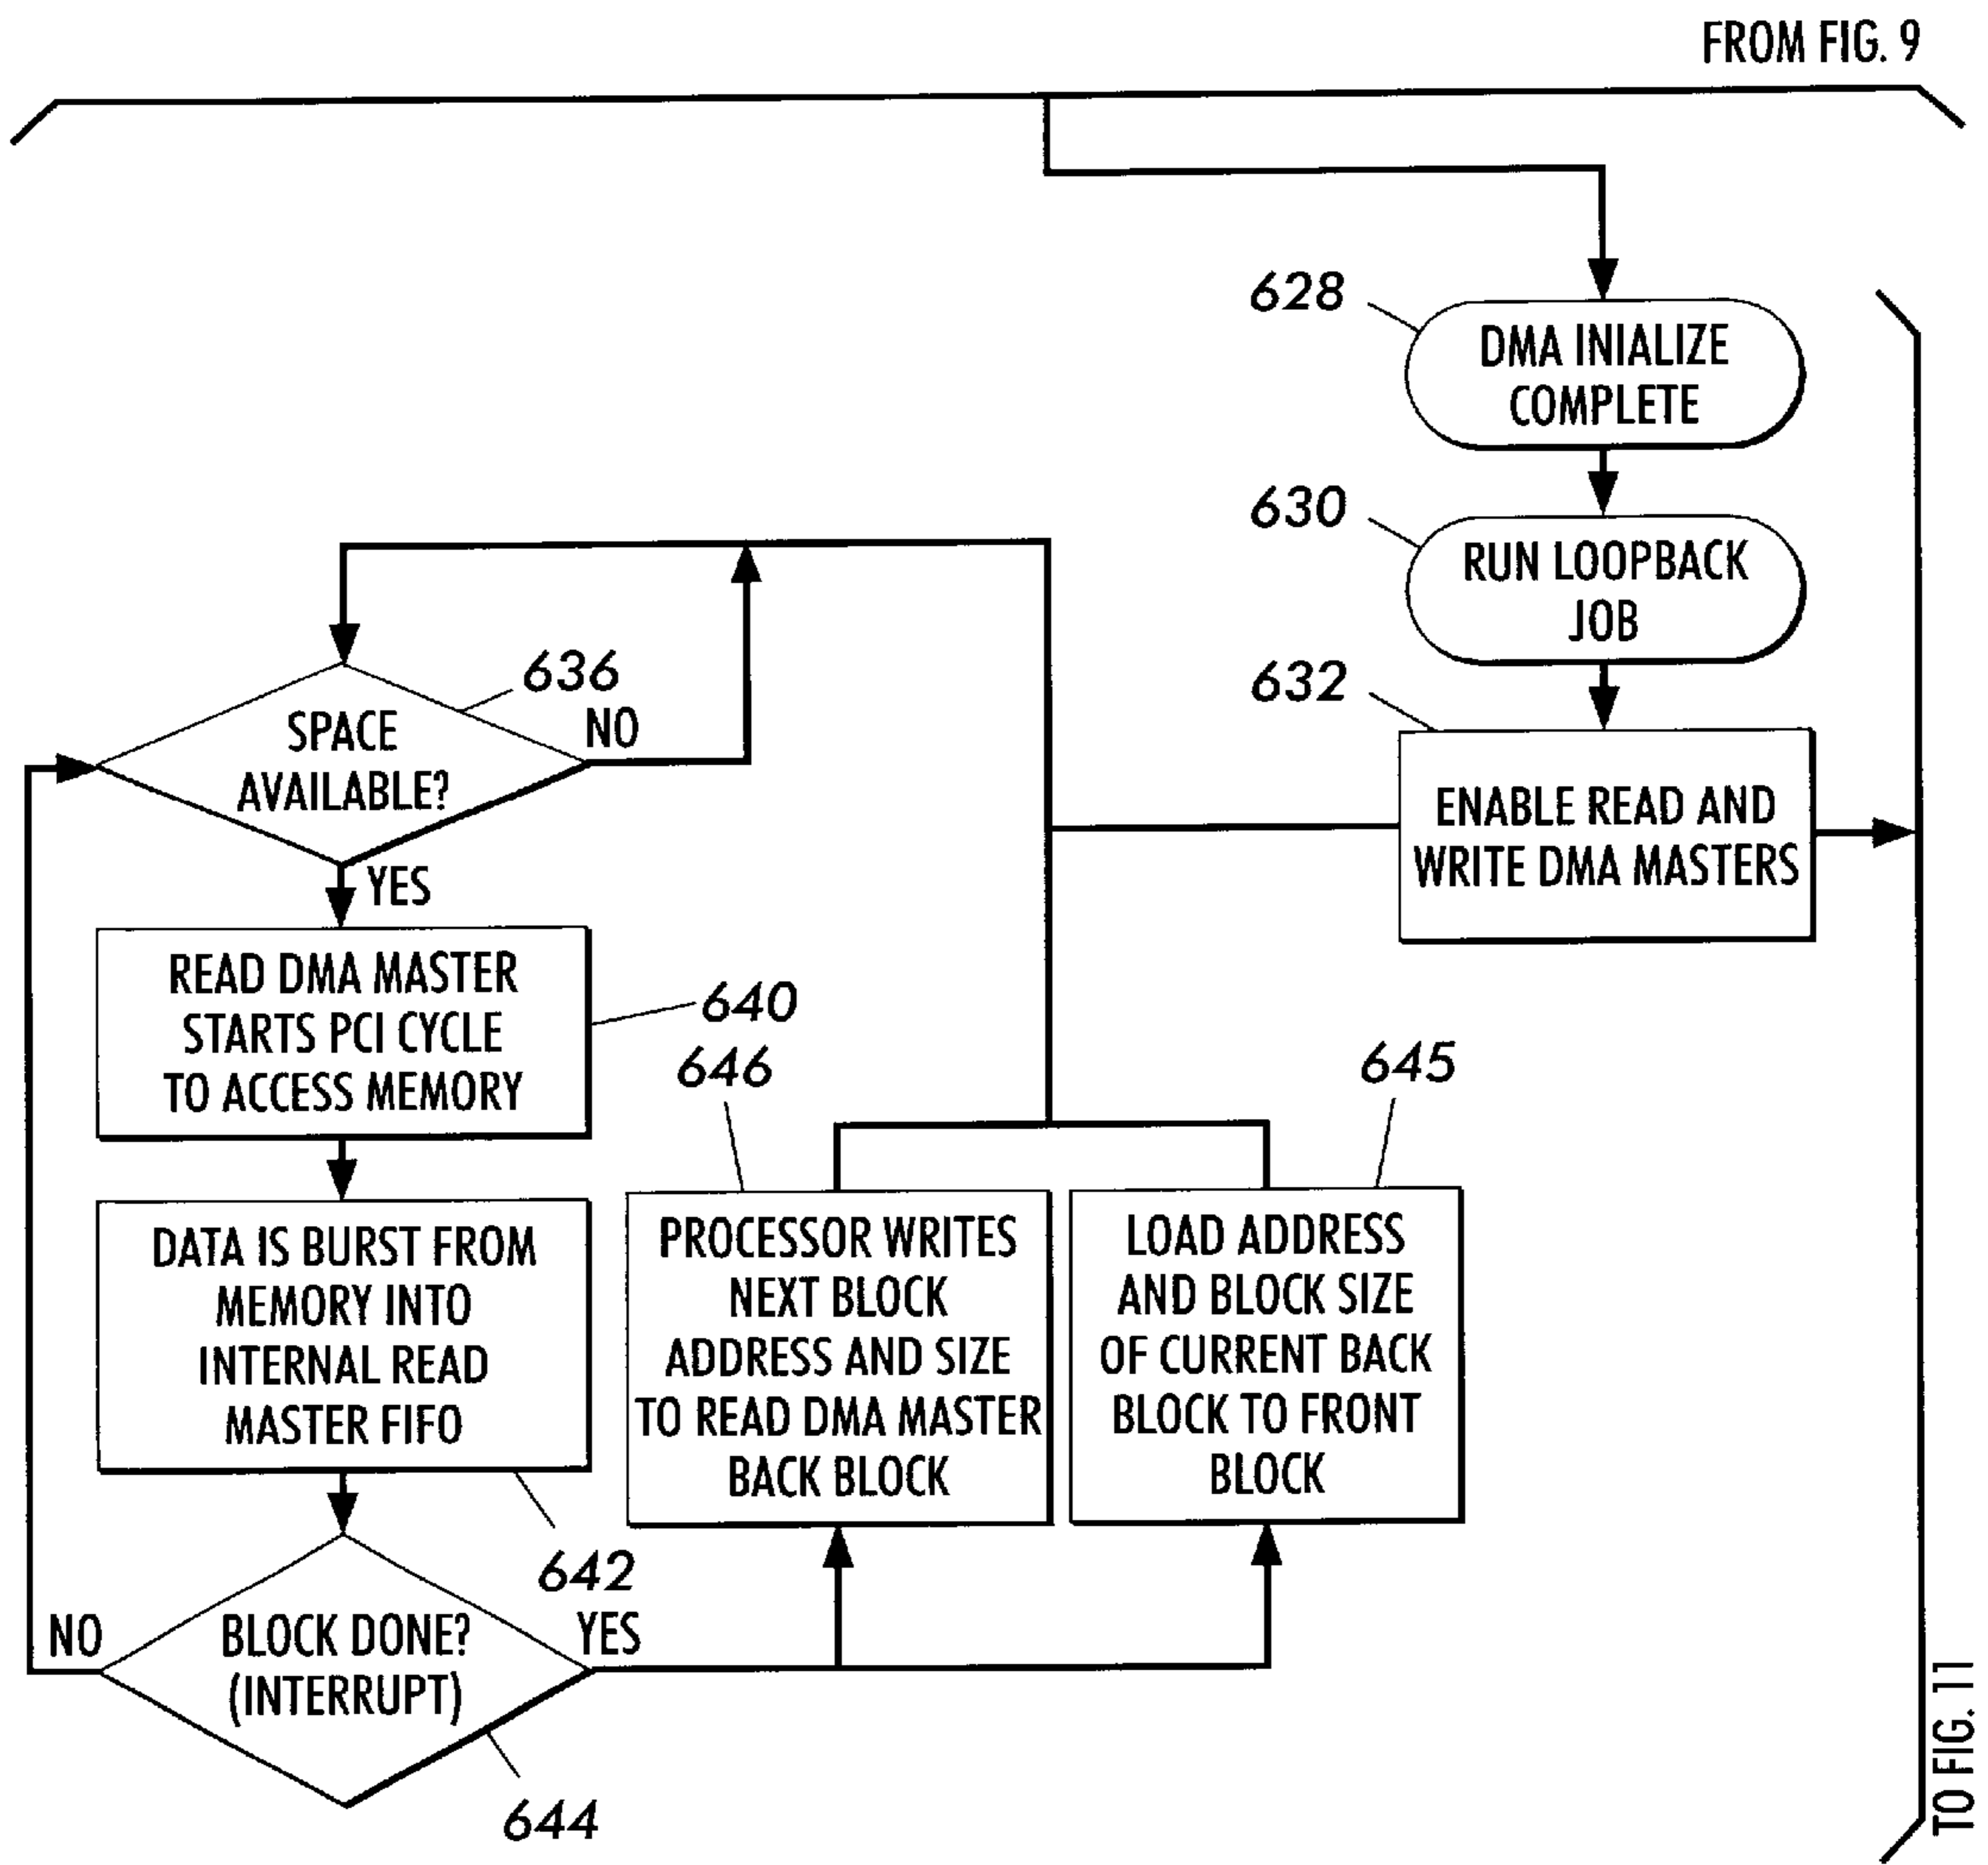 FROM FIG. 9
628
DMA INIALIZE
COMPLETE
630
RUN LOOPBACK
JOB
632
ENABLE READ AND
WRITE DMA MASTERS
636
SPACE
AVAILABLE?
NO
YES
READ DMA MASTER
STARTS PCI CYCLE
TO ACCESS MEMORY
640
DATA IS BURST FROM
MEMORY INTO
INTERNAL READ
MASTER FIFO
642
BLOCK DONE?
(INTERRUPT)
NO
YES
644
646
PROCESSOR WRITES
NEXT BLOCK
ADDRESS AND SIZE
TO READ DMA MASTER
BACK BLOCK
645
LOAD ADDRESS
AND BLOCK SIZE
OF CURRENT BACK
BLOCK TO FRONT
BLOCK
TO FIG. 11